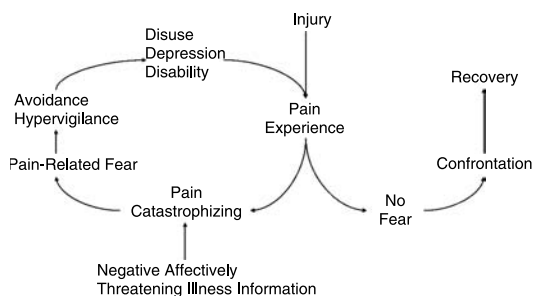 Injury
Disuse
Depression
Disability
Recovery
Avoidance
Hypervigilance
Pain
Experience
Pain-Related Fear
Confrontation
Pain
Catastrophizing
No
Fear
Negative Affectively
Threatening Illness Information